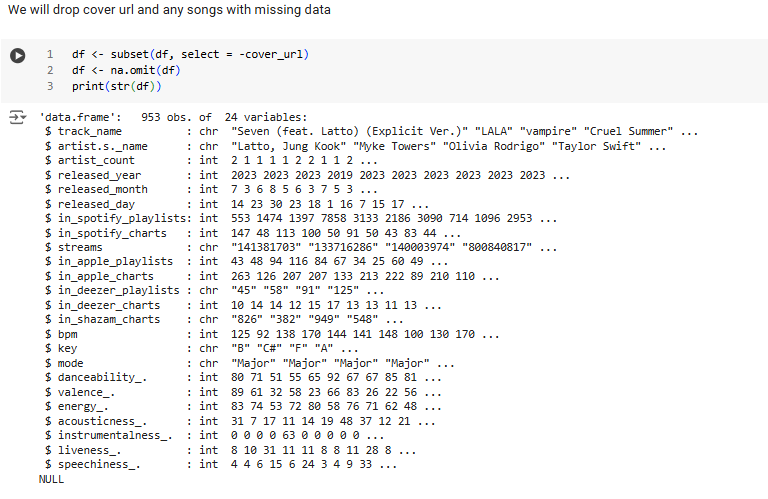 We will drop cover url and any songs with missing data
1 df <- subset(df, select = -cover_url)
2 df <- na.omit(df)
3 print(str(df))
'data.frame': 953 obs. of 24 variables:
$ track_name : chr "Seven (feat. Latto) (Explicit Ver.)" "LALA" "vampire" "Cruel Summer" ...
$ artist.s._name : chr "Latto, Jung Kook" "Myke Towers" "Olivia Rodrigo" "Taylor Swift" ...
$ artist_count : int 2 1 1 1 1 2 2 1 1 2 ...
$ released_year : int 2023 2023 2023 2019 2023 2023 2023 2023 2023 2023 ...
$ released_month : int 7 3 6 8 5 6 3 7 5 3 ...
$ released_day : int 14 23 30 23 18 1 16 7 15 17 ...
$ in_spotify_playlists: int 553 1474 1397 7858 3133 2186 3090 714 1096 2953 ...
$ in_spotify_charts : int 147 48 113 100 50 91 50 43 83 44 ...
$ streams : chr "141381703" "133716286" "140003974" "800840817" ...
$ in_apple_playlists : int 43 48 94 116 84 67 34 25 60 49 ...
$ in_apple_charts : int 263 126 207 207 133 213 222 89 210 110 ...
$ in_deezer_playlists : chr "45" "58" "91" "125" ...
$ in_deezer_charts : int 10 14 14 12 15 17 13 13 11 13 ...
$ in_shazam_charts : chr "826" "382" "949" "548" ...
$ bpm : int 125 92 138 170 144 141 148 100 130 170 ...
$ key : chr "B" "C#" "F" "A" ...
$ mode : chr "Major" "Major" "Major" "Major" ...
$ danceability_. : int 80 71 51 55 65 92 67 67 85 81 ...
$ valence_. : int 89 61 32 58 23 66 83 26 22 56 ...
$ energy_. : int 83 74 53 72 80 58 76 71 62 48 ...
$ acousticness_. : int 31 7 17 11 14 19 48 37 12 21 ...
$ instrumentalness_. : int 0 0 0 0 63 0 0 0 0 0 ...
$ liveness_. : int 8 10 31 11 11 8 8 11 28 8 ...
$ speechiness_. : int 4 4 6 15 6 24 3 4 9 33 ...
NULL